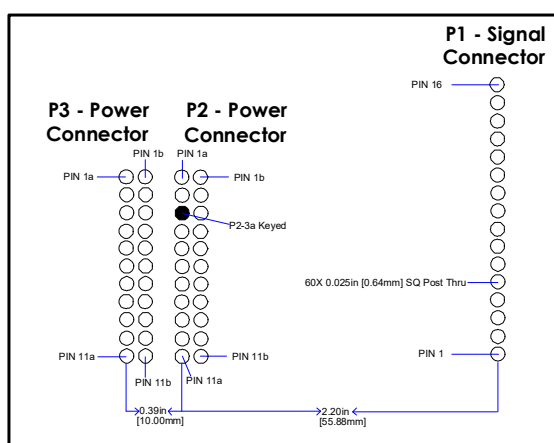 P1 - Signal
Connector
PIN 16
P3 - Power
Connector
P2 - Power
Connector
PIN 1b
PIN 1a
PIN 1a
PIN 1b
P2-3a Keyed
60X 0.025in [0.64mm] SQ Post Thru
PIN 11a
PIN 11b
PIN 1
PIN 11b
PIN 11a
0.39in
[10.00mm]
2.20in
[55.88mm]